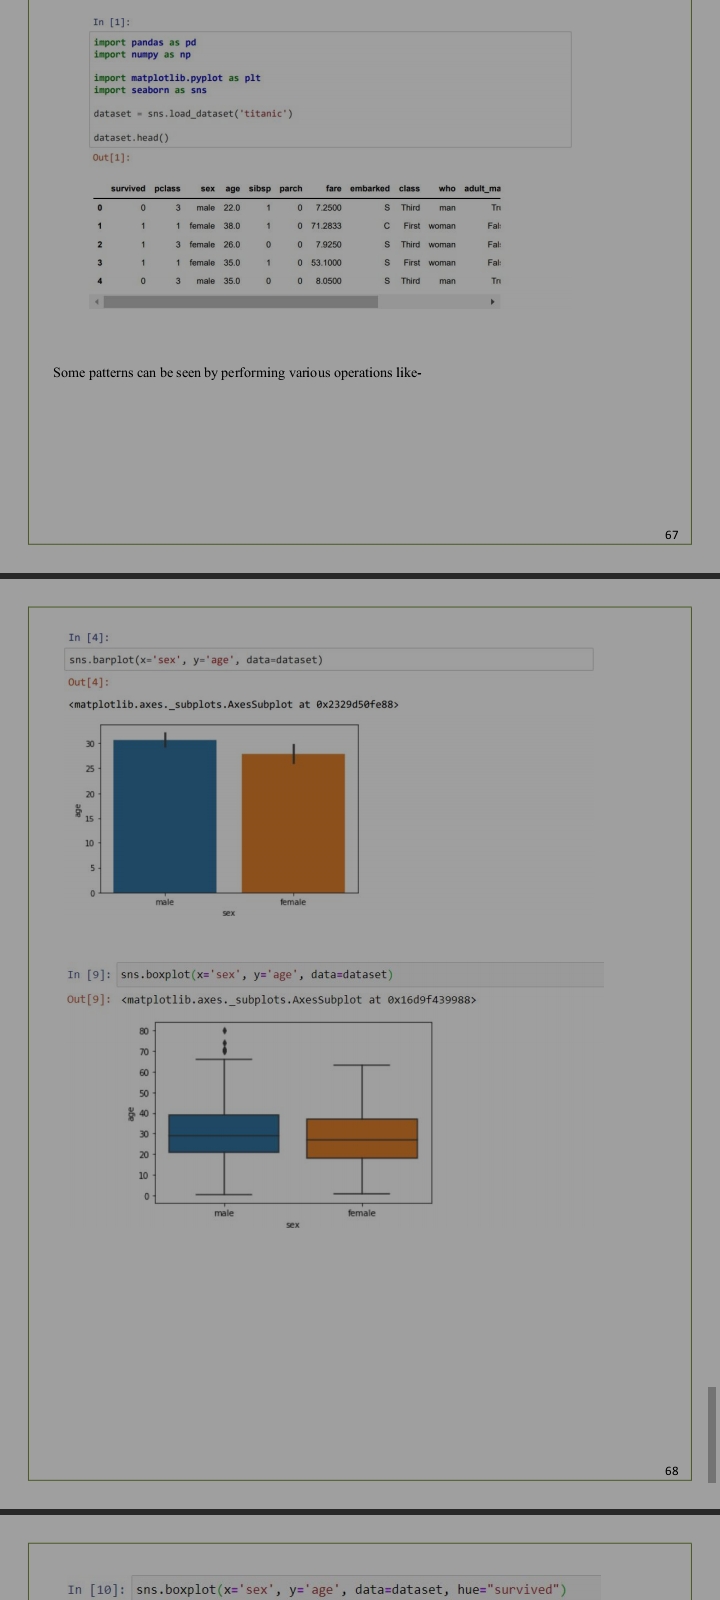 In [1]:
import pandas as pd
import numpy as np
import matplotlib.pyplot as plt
import seaborn as sns
dataset = sns.load_dataset('titanic')
dataset.head()
Out[1]:
survived pclass sex age sibsp parch fare embarked class who adult_ma
0 0 3 male 22.0 1 0 7.2500 S Third man Tr
1 1 1 female 38.0 1 0 71.2833 C First woman Fal
2 1 3 female 26.0 0 0 7.9250 S Third woman Fal
3 1 1 female 35.0 1 0 53.1000 S First woman Fal
4 0 3 male 35.0 0 0 8.0500 S Third man Tr
Some patterns can be seen by performing various operations like-
67
In [4]:
sns.barplot(x='sex', y='age', data=dataset)
Out[4]:
<matplotlib.axes._subplots.AxesSubplot at 0x2329d50fe88>
30
25
20
age
15
10
5
0
male female
sex
In [9]: sns.boxplot(x='sex', y='age', data=dataset)
Out[9]: <matplotlib.axes._subplots.AxesSubplot at 0x16d9f439988>
80
70
60
50
age
40
30
20
10
0
male female
sex
68
In [10]: sns.boxplot(x='sex', y='age', data=dataset, hue="survived")